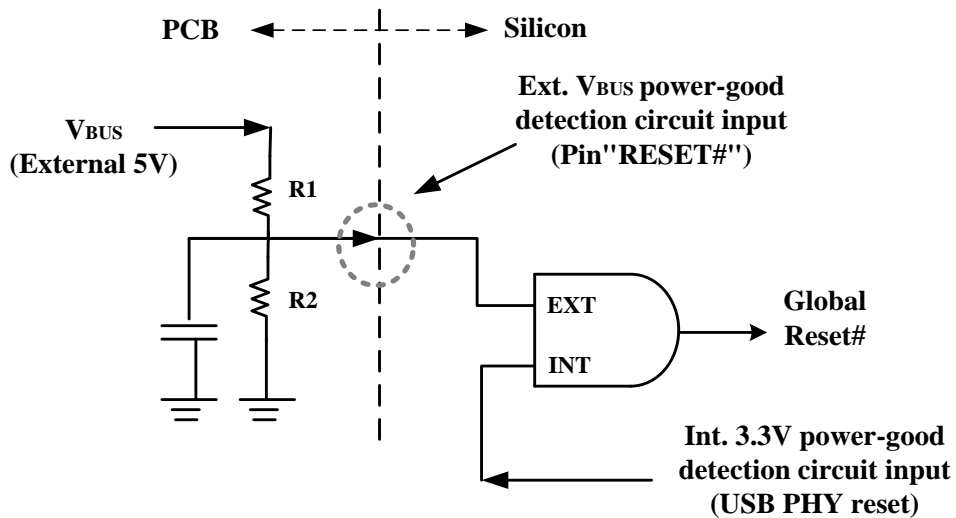 PCB
Silicon
Ext. VBUS power-good
detection circuit input
(Pin"RESET#")
VBUS
(External 5V)
R1
R2
EXT
INT
Global
Reset#
Int. 3.3V power-good
detection circuit input
(USB PHY reset)